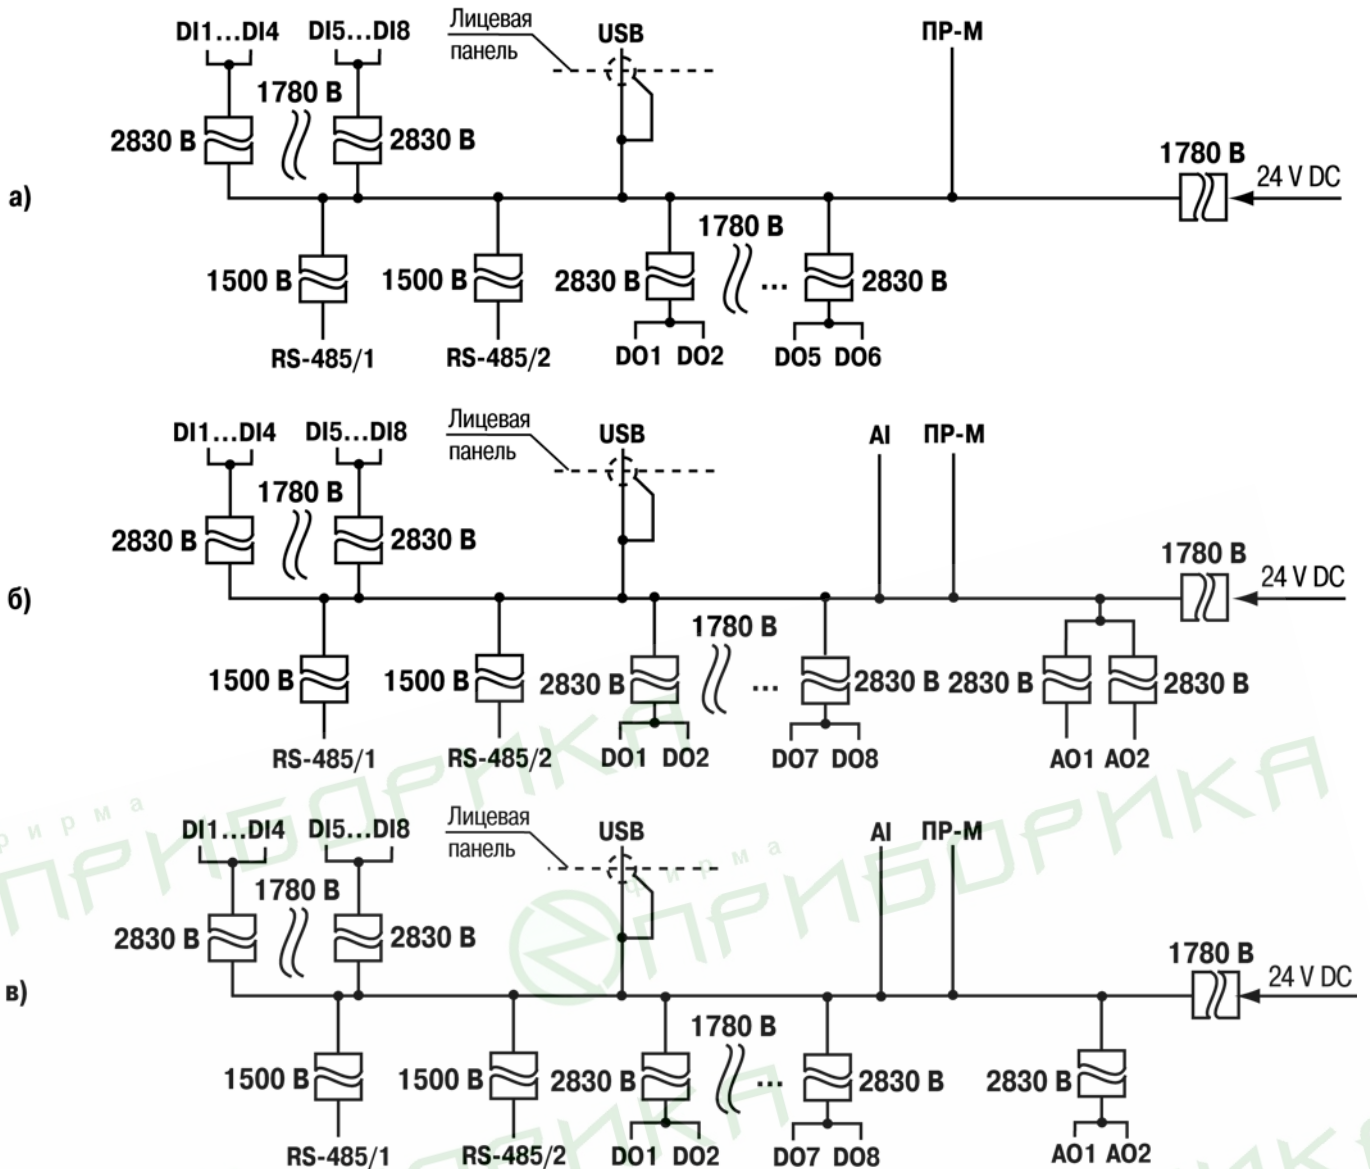 DI1...DI4 DI5...DI8 Лицевая панель USB ПР-М
1780 В
2830 В 2830 В
1780 В
24 V DC
а)
1780 В
1500 В 1500 В 2830 В ... 2830 В
RS-485/1 RS-485/2 DO1 DO2 DO5 DO6
DI1...DI4 DI5...DI8 Лицевая панель USB AI ПР-М
1780 В
2830 В 2830 В
1780 В
24 V DC
б)
1780 В
1500 В 1500 В 2830 В ... 2830 В 2830 В 2830 В
RS-485/1 RS-485/2 DO1 DO2 DO7 DO8 AO1 AO2
фирма
ПРИБОРИКА
DI1...DI4 DI5...DI8 Лицевая панель USB AI ПР-М
фирма
ПРИБОРИКА
1780 В
2830 В 2830 В
1780 В
24 V DC
в)
1780 В
1500 В 1500 В 2830 В ... 2830 В 2830 В
RS-485/1 RS-485/2 DO1 DO2 DO7 DO8 AO1 AO2